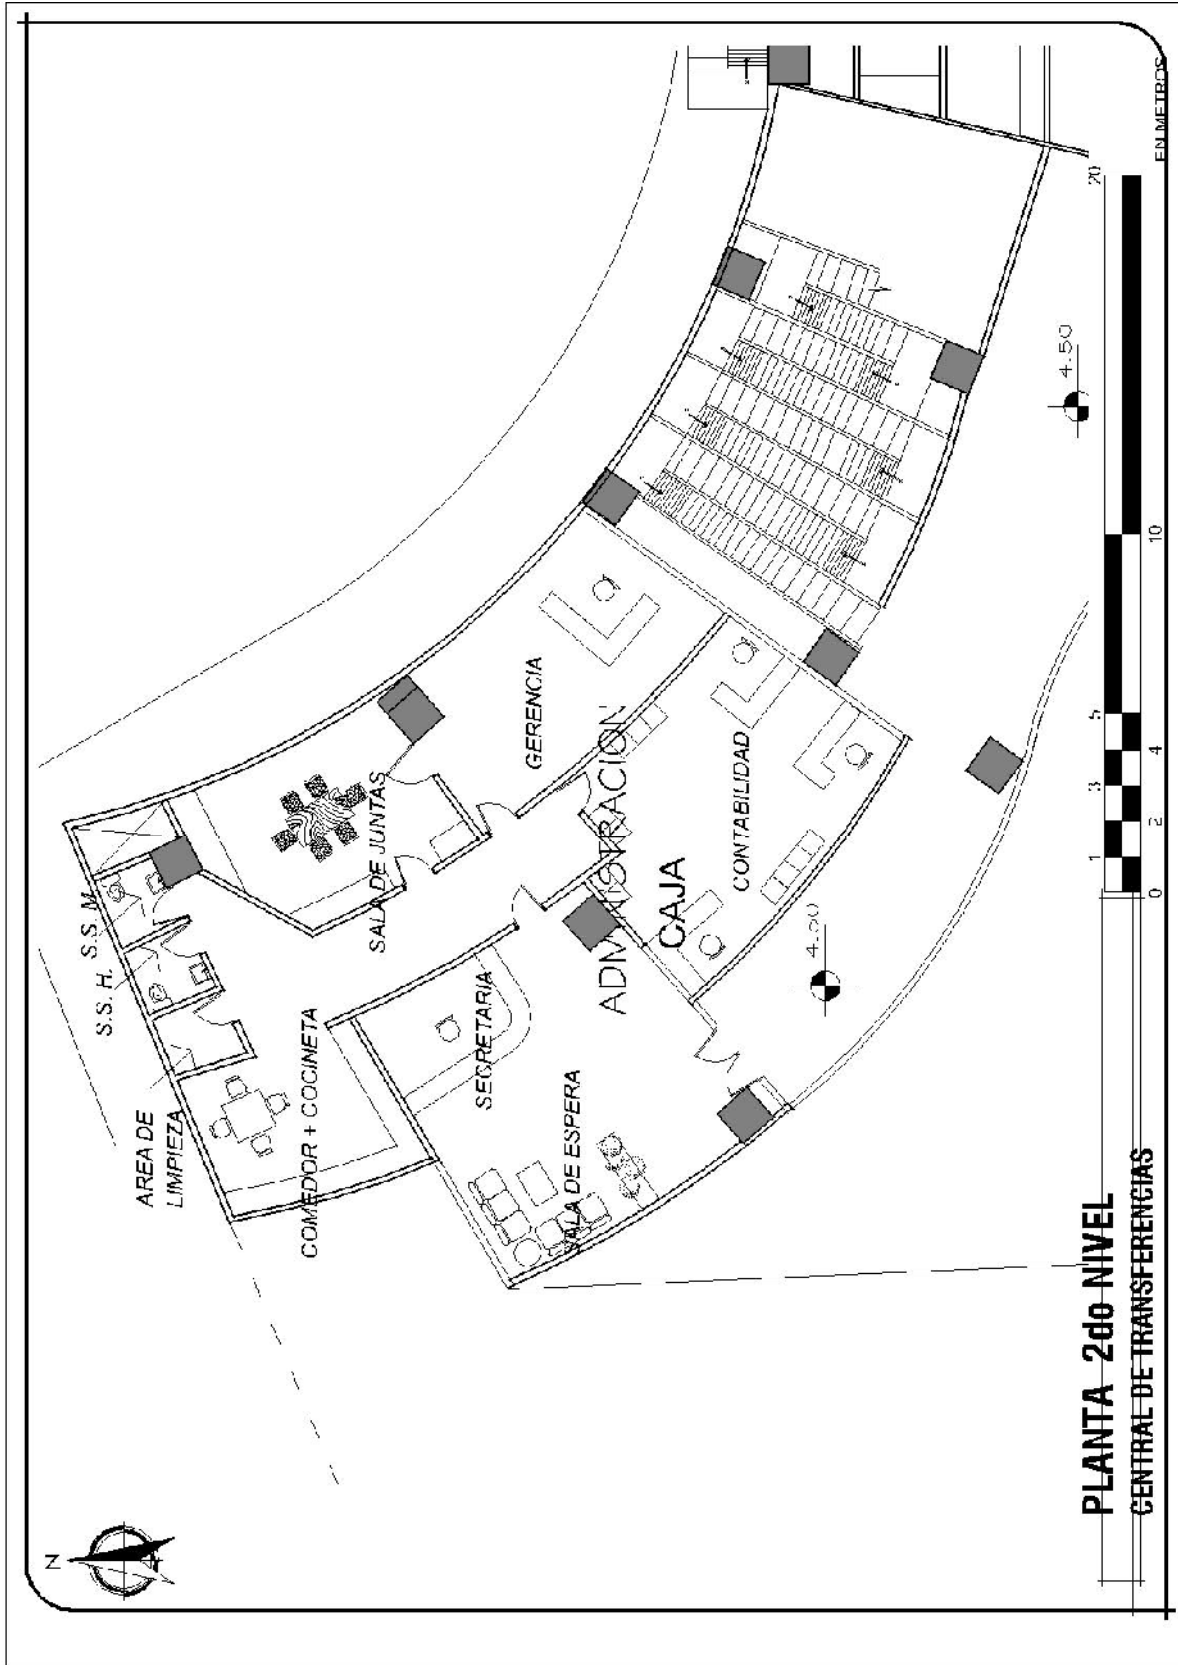 N
S.S. M.
S.S. H.
AREA DE
LIMPIEZA
COMEDOR + COCINETA
SALA DE JUNTAS
SECRETARIA
SALA DE ESPERA
GERENCIA
ADMINISTRACION
CAJA
CONTABILIDAD
4.50
4.50
0
1
2
3
4
5
10
20
EN METROS
PLANTA 2do NIVEL
CENTRAL DE TRANSFERENCIAS